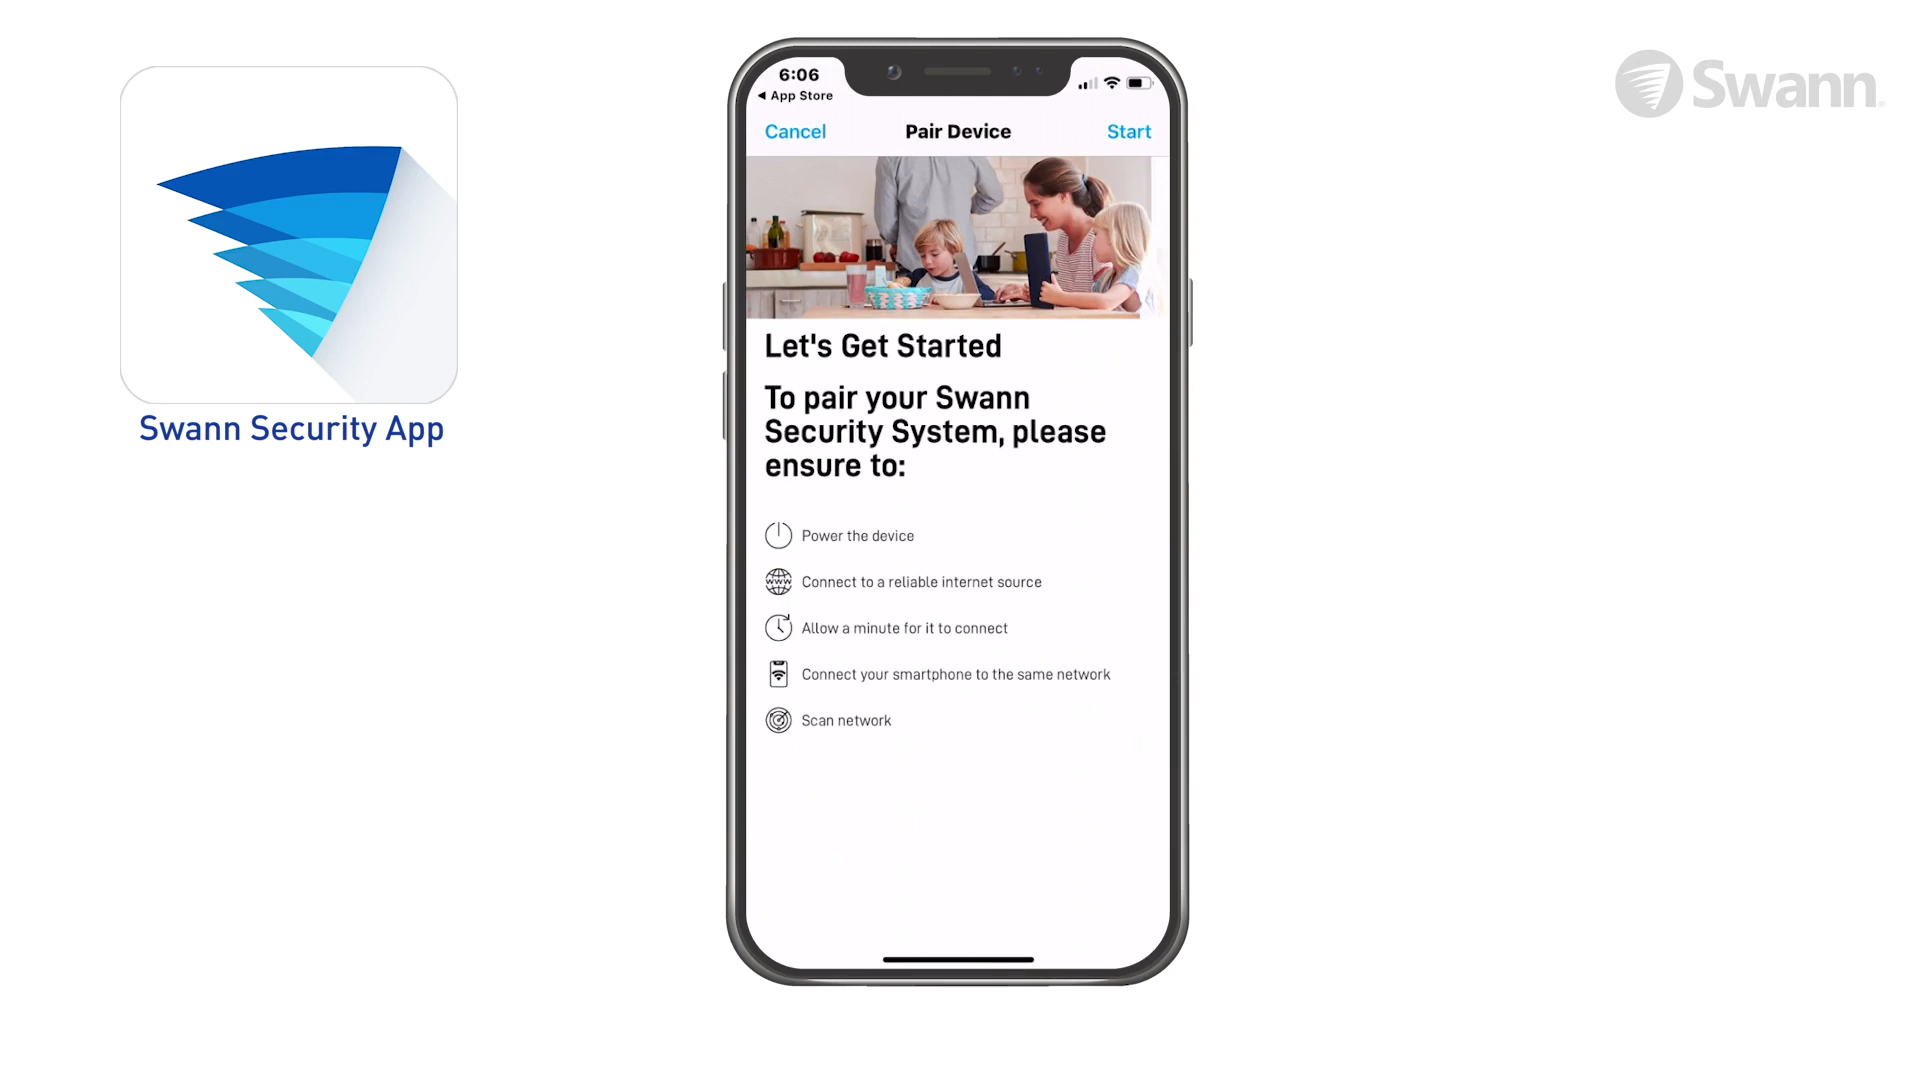 Swann
Swann Security App
6:06
App Store
Cancel
Pair Device
Start
Let's Get Started
To pair your Swann
Security System, please
ensure to:
Power the device
www
Connect to a reliable internet source
Allow a minute for it to connect
Connect your smartphone to the same network
Scan network